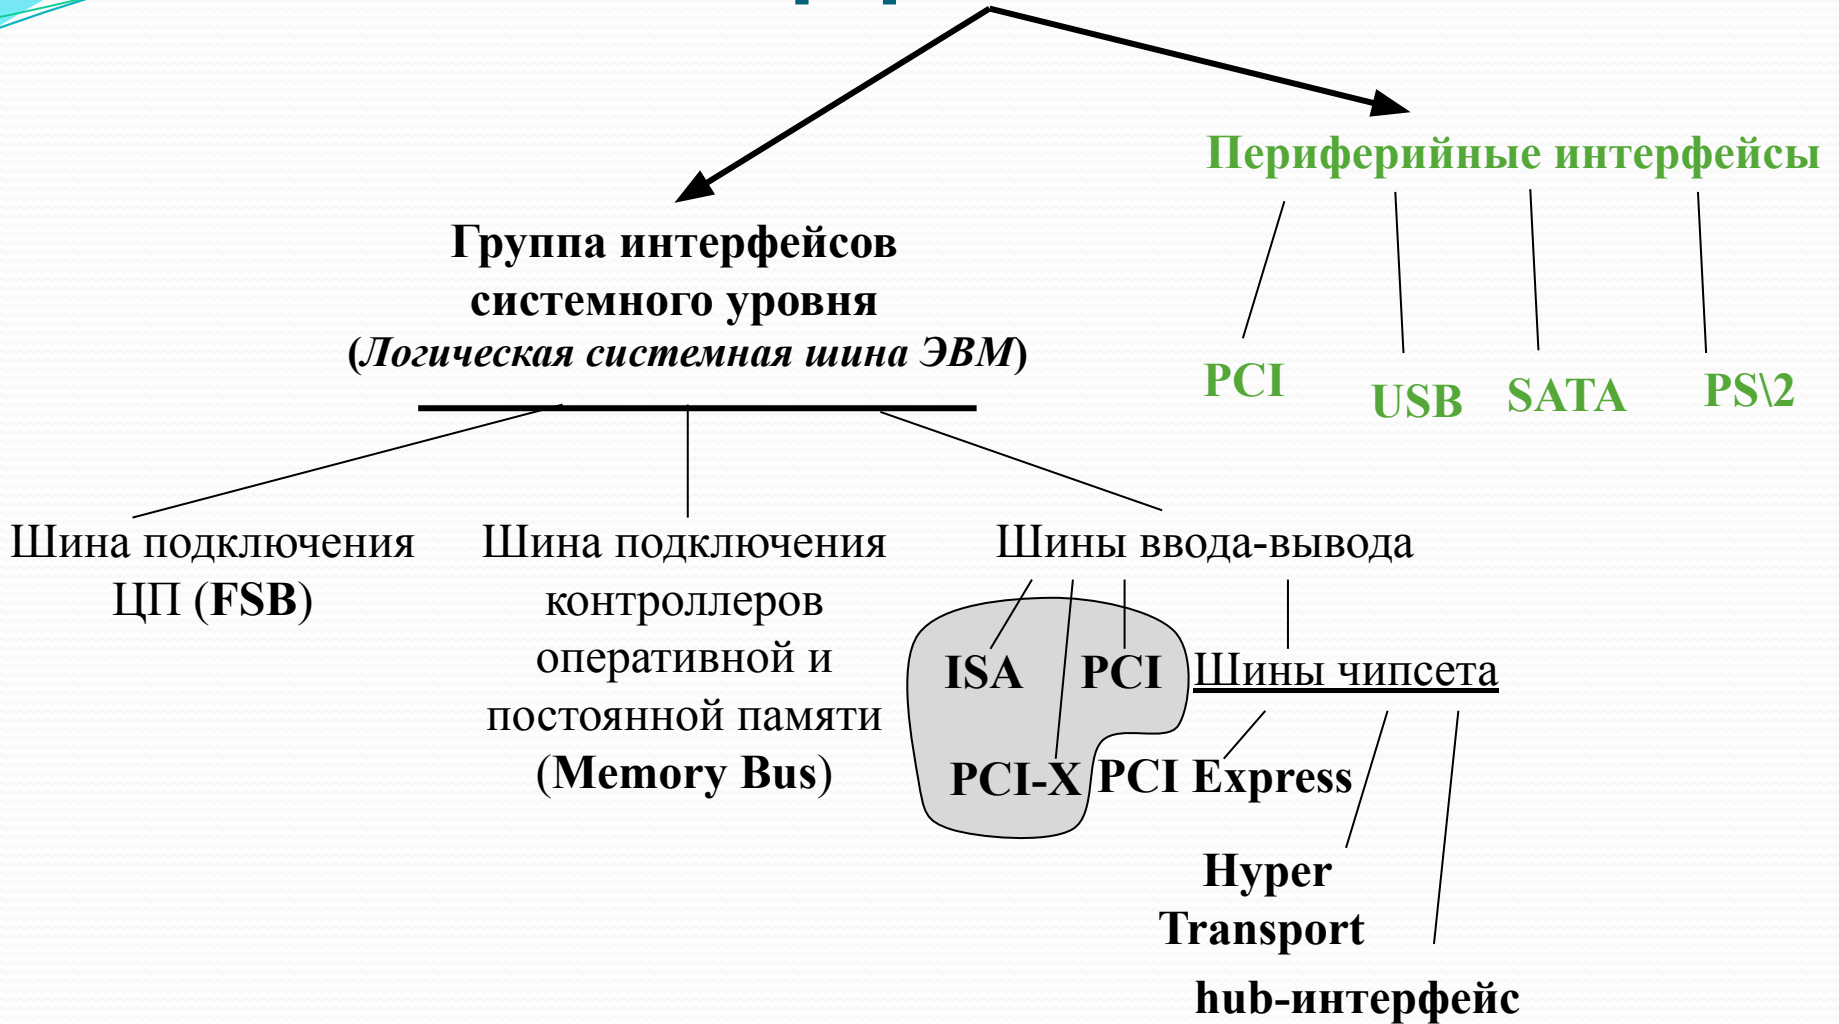 Периферийные интерфейсы
Группа интерфейсов
системного уровня
(Логическая системная шина ЭВМ)
PCI
USB
SATA
PS\2
Шина подключения
ЦП (FSB)
Шина подключения
контроллеров
оперативной и
постоянной памяти
(Memory Bus)
Шины ввода-вывода
ISA
PCI
Шины чипсета
PCI-X
PCI Express
Hyper
Transport
hub-интерфейс